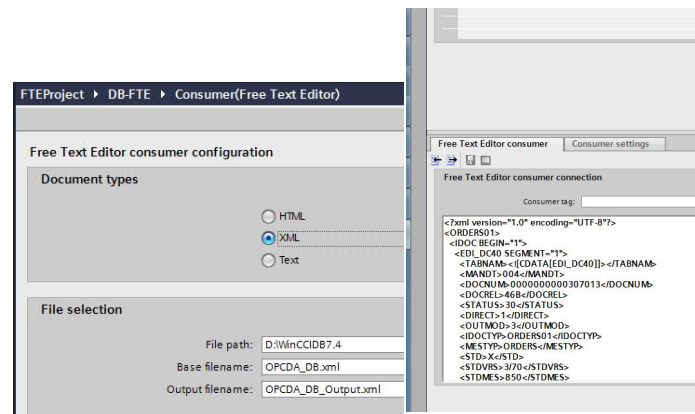 FTEProject ▸ DB-FTE ▸ Consumer(Free Text Editor)
Free Text Editor consumer configuration
Document types
HTML
XML
Text
File selection
File path: D:\WinCCIDB7.4
Base filename: OPCDA_DB.xml
Output filename: OPCDA_DB_Output.xml
Free Text Editor consumer Consumer settings
Free Text Editor consumer connection
Consumer tag:
<?xml version="1.0" encoding="UTF-8"?>
<ORDERS01>
<IDOC BEGIN="1">
<EDI_DC40 SEGMENT="1">
<TABNAM><![CDATA[EDI_DC40]]></TABNAM>
<MANDT>004</MANDT>
<DOCNUM>0000000000307013</DOCNUM>
<DOCREL>46B</DOCREL>
<STATUS>30</STATUS>
<DIRECT>1</DIRECT>
<OUTMOD>3</OUTMOD>
<IDOCTYP>ORDERS01</IDOCTYP>
<MESTYP>ORDERS</MESTYP>
<STD>X</STD>
<STDVRS>3/70</STDVRS>
<STDMES>850</STDMES>